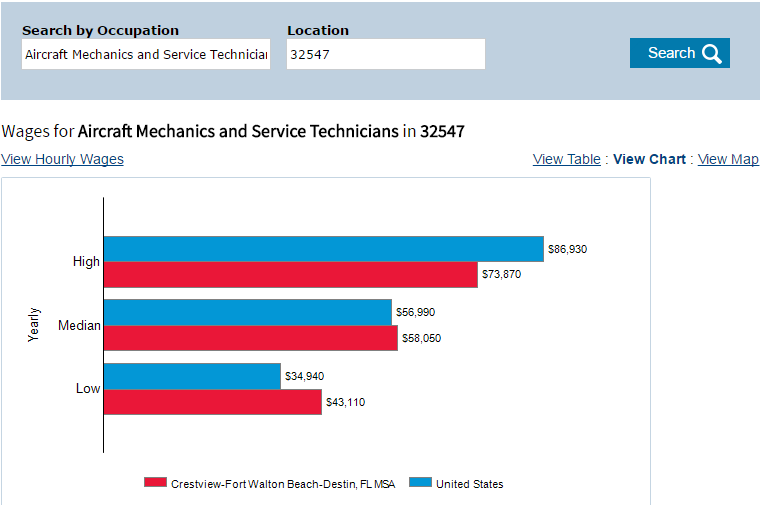 Search by Occupation Location
Aircraft Mechanics and Service Technicia 32547 Search
Wages for Aircraft Mechanics and Service Technicians in 32547
View Hourly Wages View Table : View Chart : View Map
$86,930
High
$73,870
Yearly
$56,990
Median
$58,050
$34,940
Low
$43,110
Crestview-Fort Walton Beach-Destin, FL MSA United States